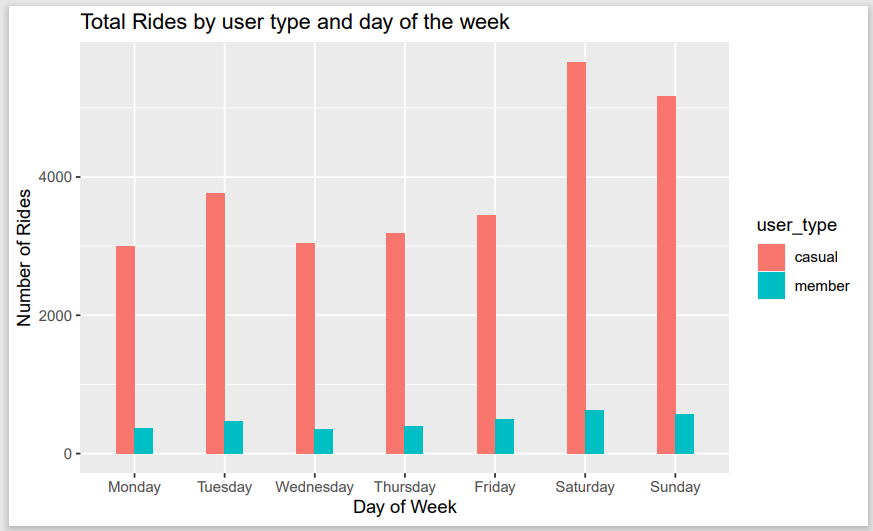 Total Rides by user type and day of the week
Number of Rides
4000
2000
0
Monday Tuesday Wednesday Thursday Friday Saturday Sunday
Day of Week
user_type
casual
member